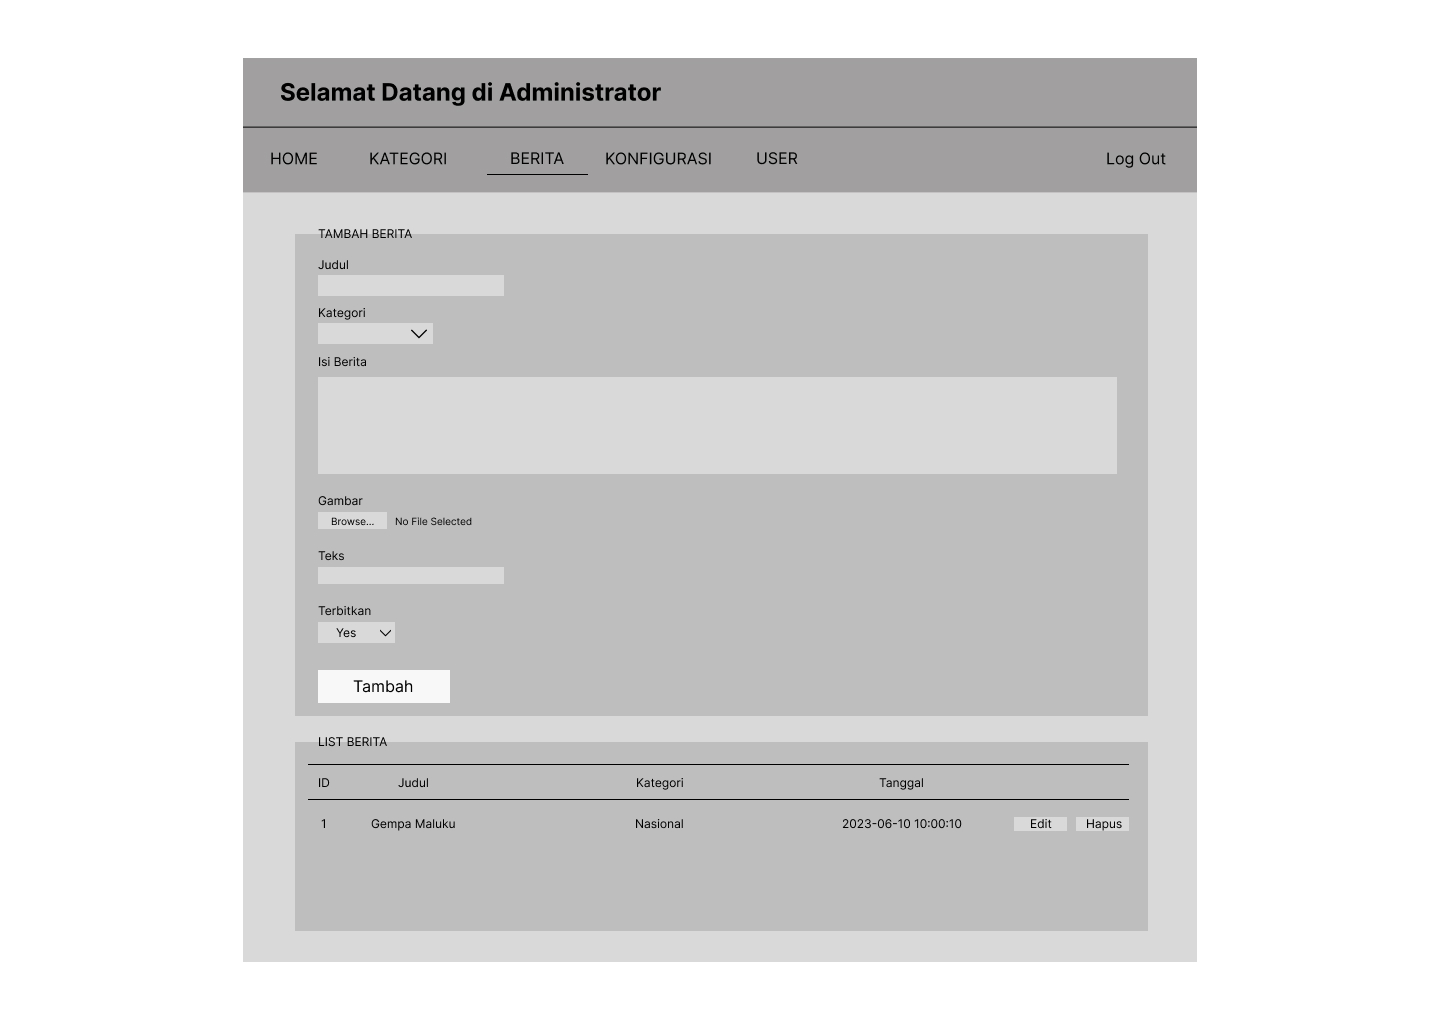 Selamat Datang di Administrator
HOME KATEGORI BERITA KONFIGURASI USER Log Out
TAMBAH BERITA
Judul
Kategori
Isi Berita
Gambar
Browse... No File Selected
Teks
Terbitkan
Yes
Tambah
LIST BERITA
ID Judul Kategori Tanggal
1 Gempa Maluku Nasional 2023-06-10 10:00:10 Edit Hapus